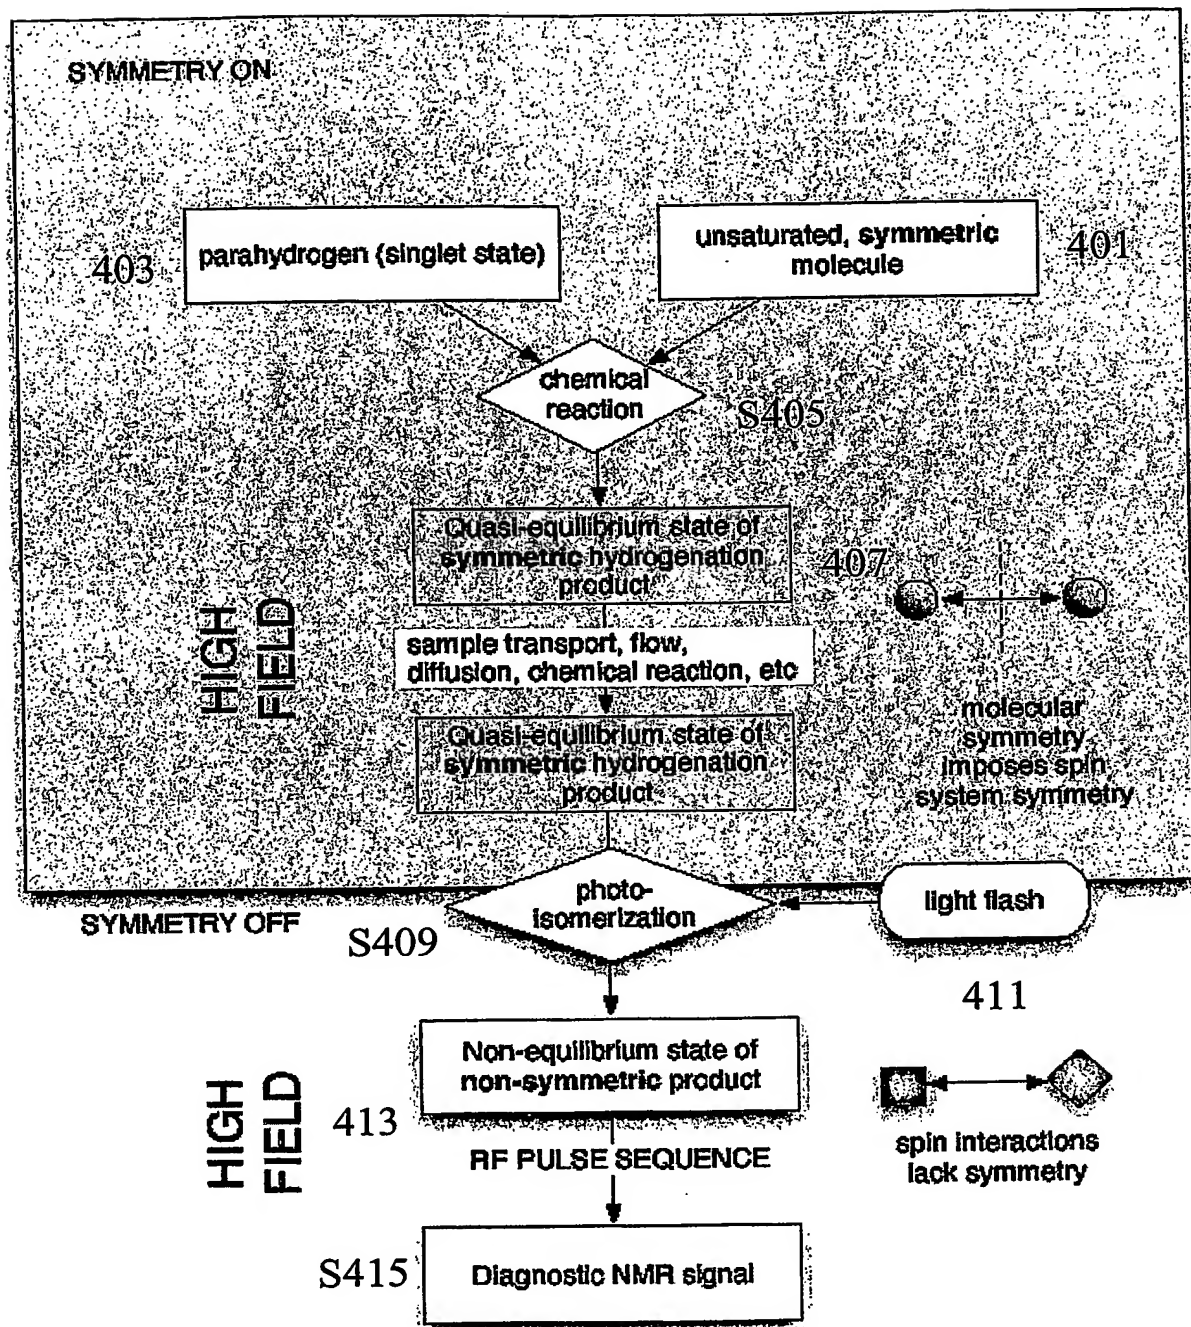 SYMMETRY ON
parahydrogen (singlet state)
403
unsaturated, symmetric
molecule
401
chemical
reaction
S405
Quasi-equilibrium state of
symmetric hydrogenation
product
407
HIGH
FIELD
sample transport, flow,
diffusion, chemical reaction, etc
Quasi-equilibrium state of
symmetric hydrogenation
product
molecular
symmetry
imposes spin
system symmetry
photo-
isomerization
light flash
SYMMETRY OFF
S409
411
Non-equilibrium state of
non-symmetric product
HIGH
FIELD
413
RF PULSE SEQUENCE
spin interactions
lack symmetry
S415
Diagnostic NMR signal